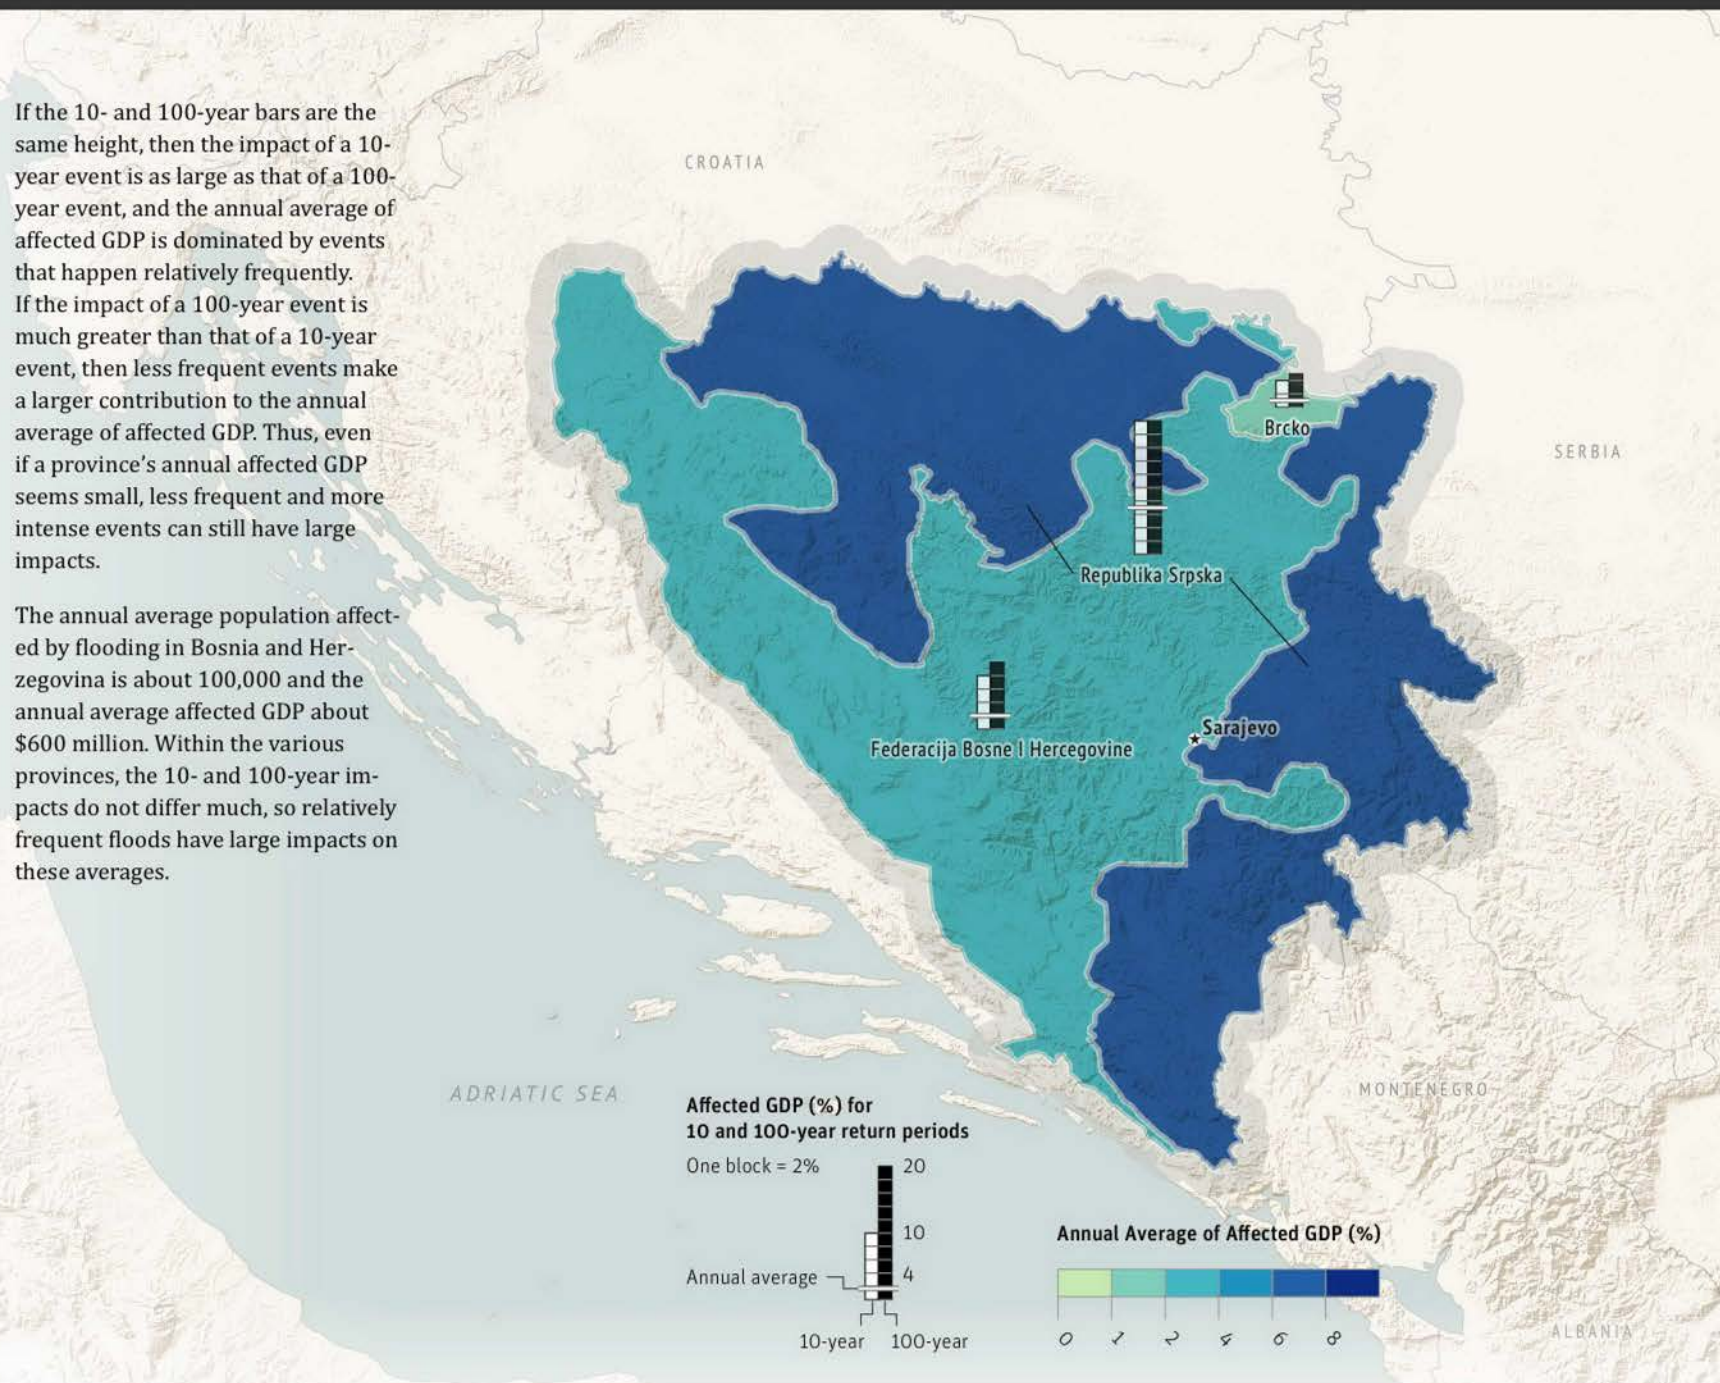 If the 10- and 100-year bars are the
same height, then the impact of a 10-
year event is as large as that of a 100-
year event, and the annual average of
affected GDP is dominated by events
that happen relatively frequently.
If the impact of a 100-year event is
much greater than that of a 10-year
event, then less frequent events make
a larger contribution to the annual
average of affected GDP. Thus, even
if a province's annual affected GDP
seems small, less frequent and more
intense events can still have large
impacts.
The annual average population affect-
ed by flooding in Bosnia and Her-
zegovina is about 100,000 and the
annual average affected GDP about
$600 million. Within the various
provinces, the 10- and 100-year im-
pacts do not differ much, so relatively
frequent floods have large impacts on
these averages.
CROATIA
Brcko
SERBIA
Republika Srpska
Sarajevo
Federacija Bosne I Hercegovine
ADRIATIC SEA
MONTENEGRO
ALBANIA
Affected GDP (%) for
10 and 100-year return periods
One block = 2%
20
10
4
Annual average
10-year
100-year
Annual Average of Affected GDP (%)
0 1 2 4 6 8